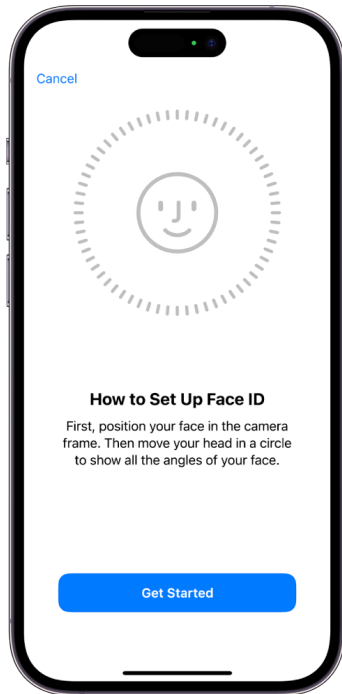 Cancel
How to Set Up Face ID
First, position your face in the camera
frame. Then move your head in a circle
to show all the angles of your face.
Get Started